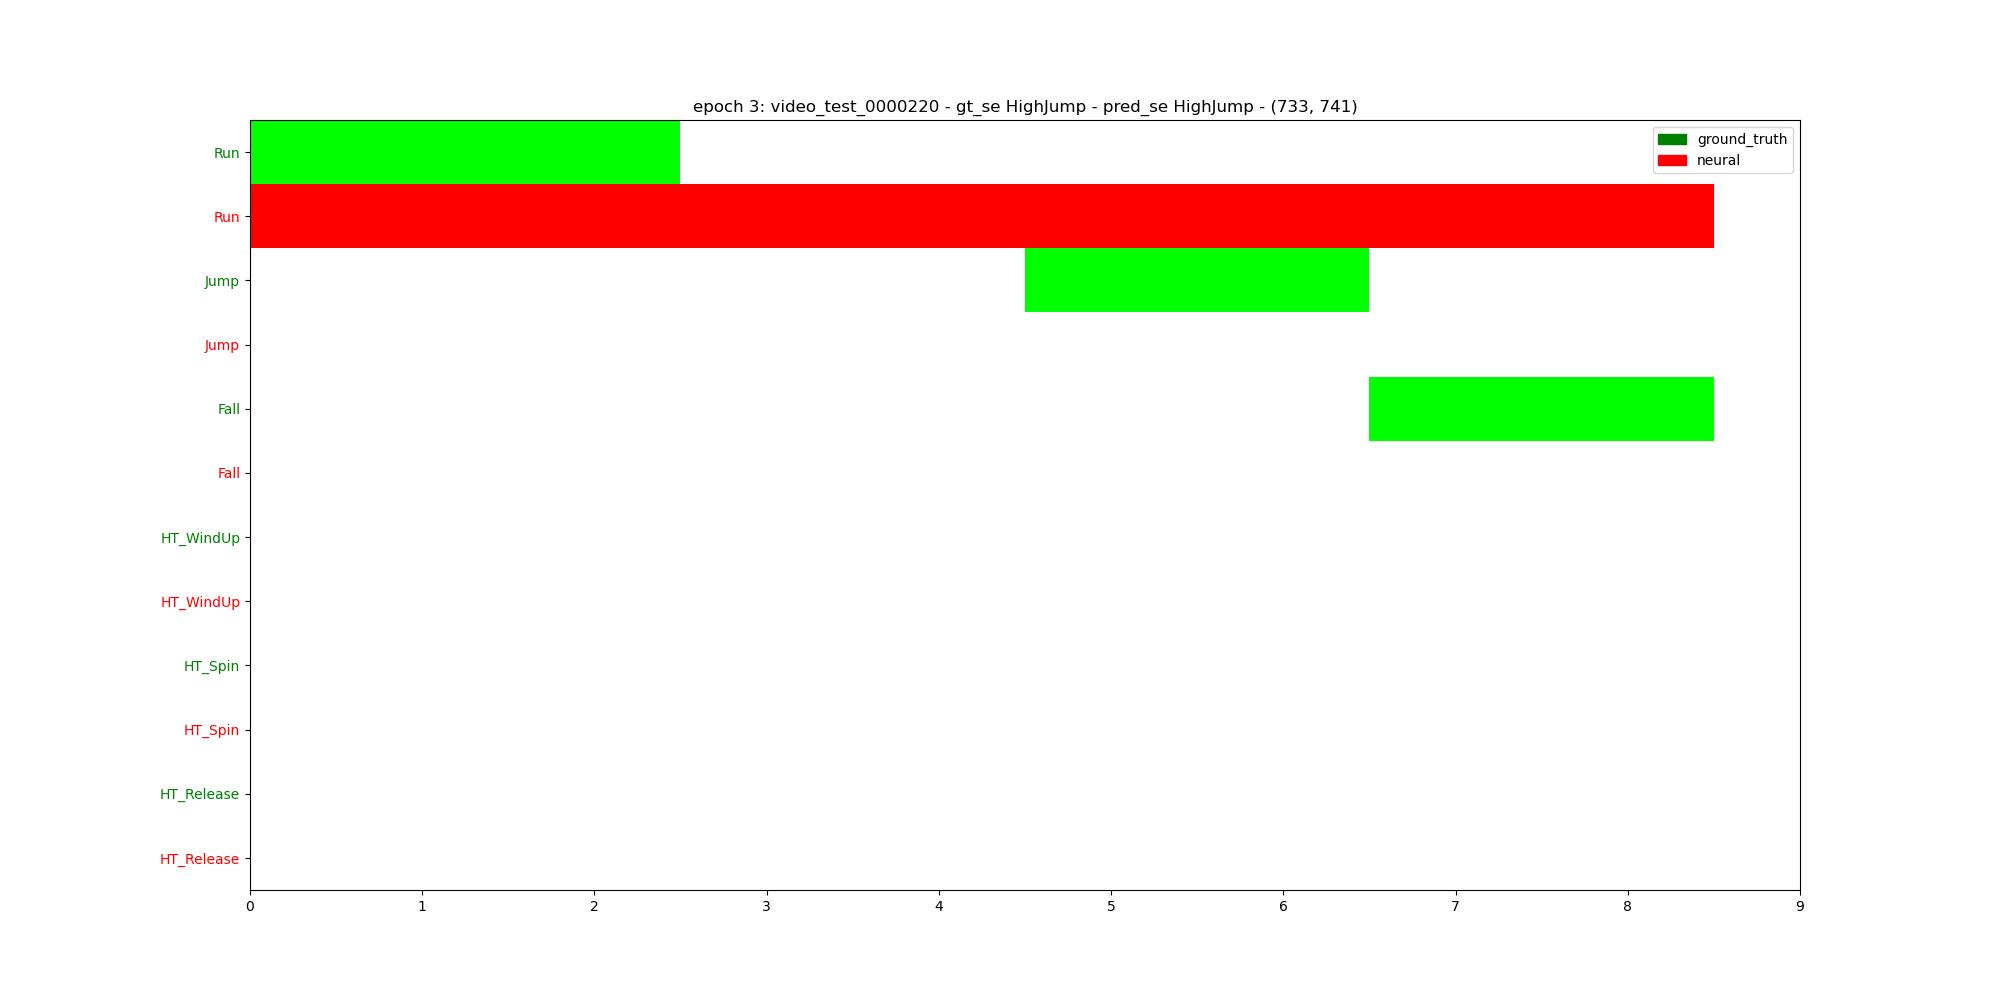 epoch 3: video_test_0000220 - gt_se HighJump - pred_se HighJump - (733, 741)
ground_truth
neural
Run
Run
Jump
Jump
Fall
Fall
HT_WindUp
HT_WindUp
HT_Spin
HT_Spin
HT_Release
HT_Release
0 1 2 3 4 5 6 7 8 9